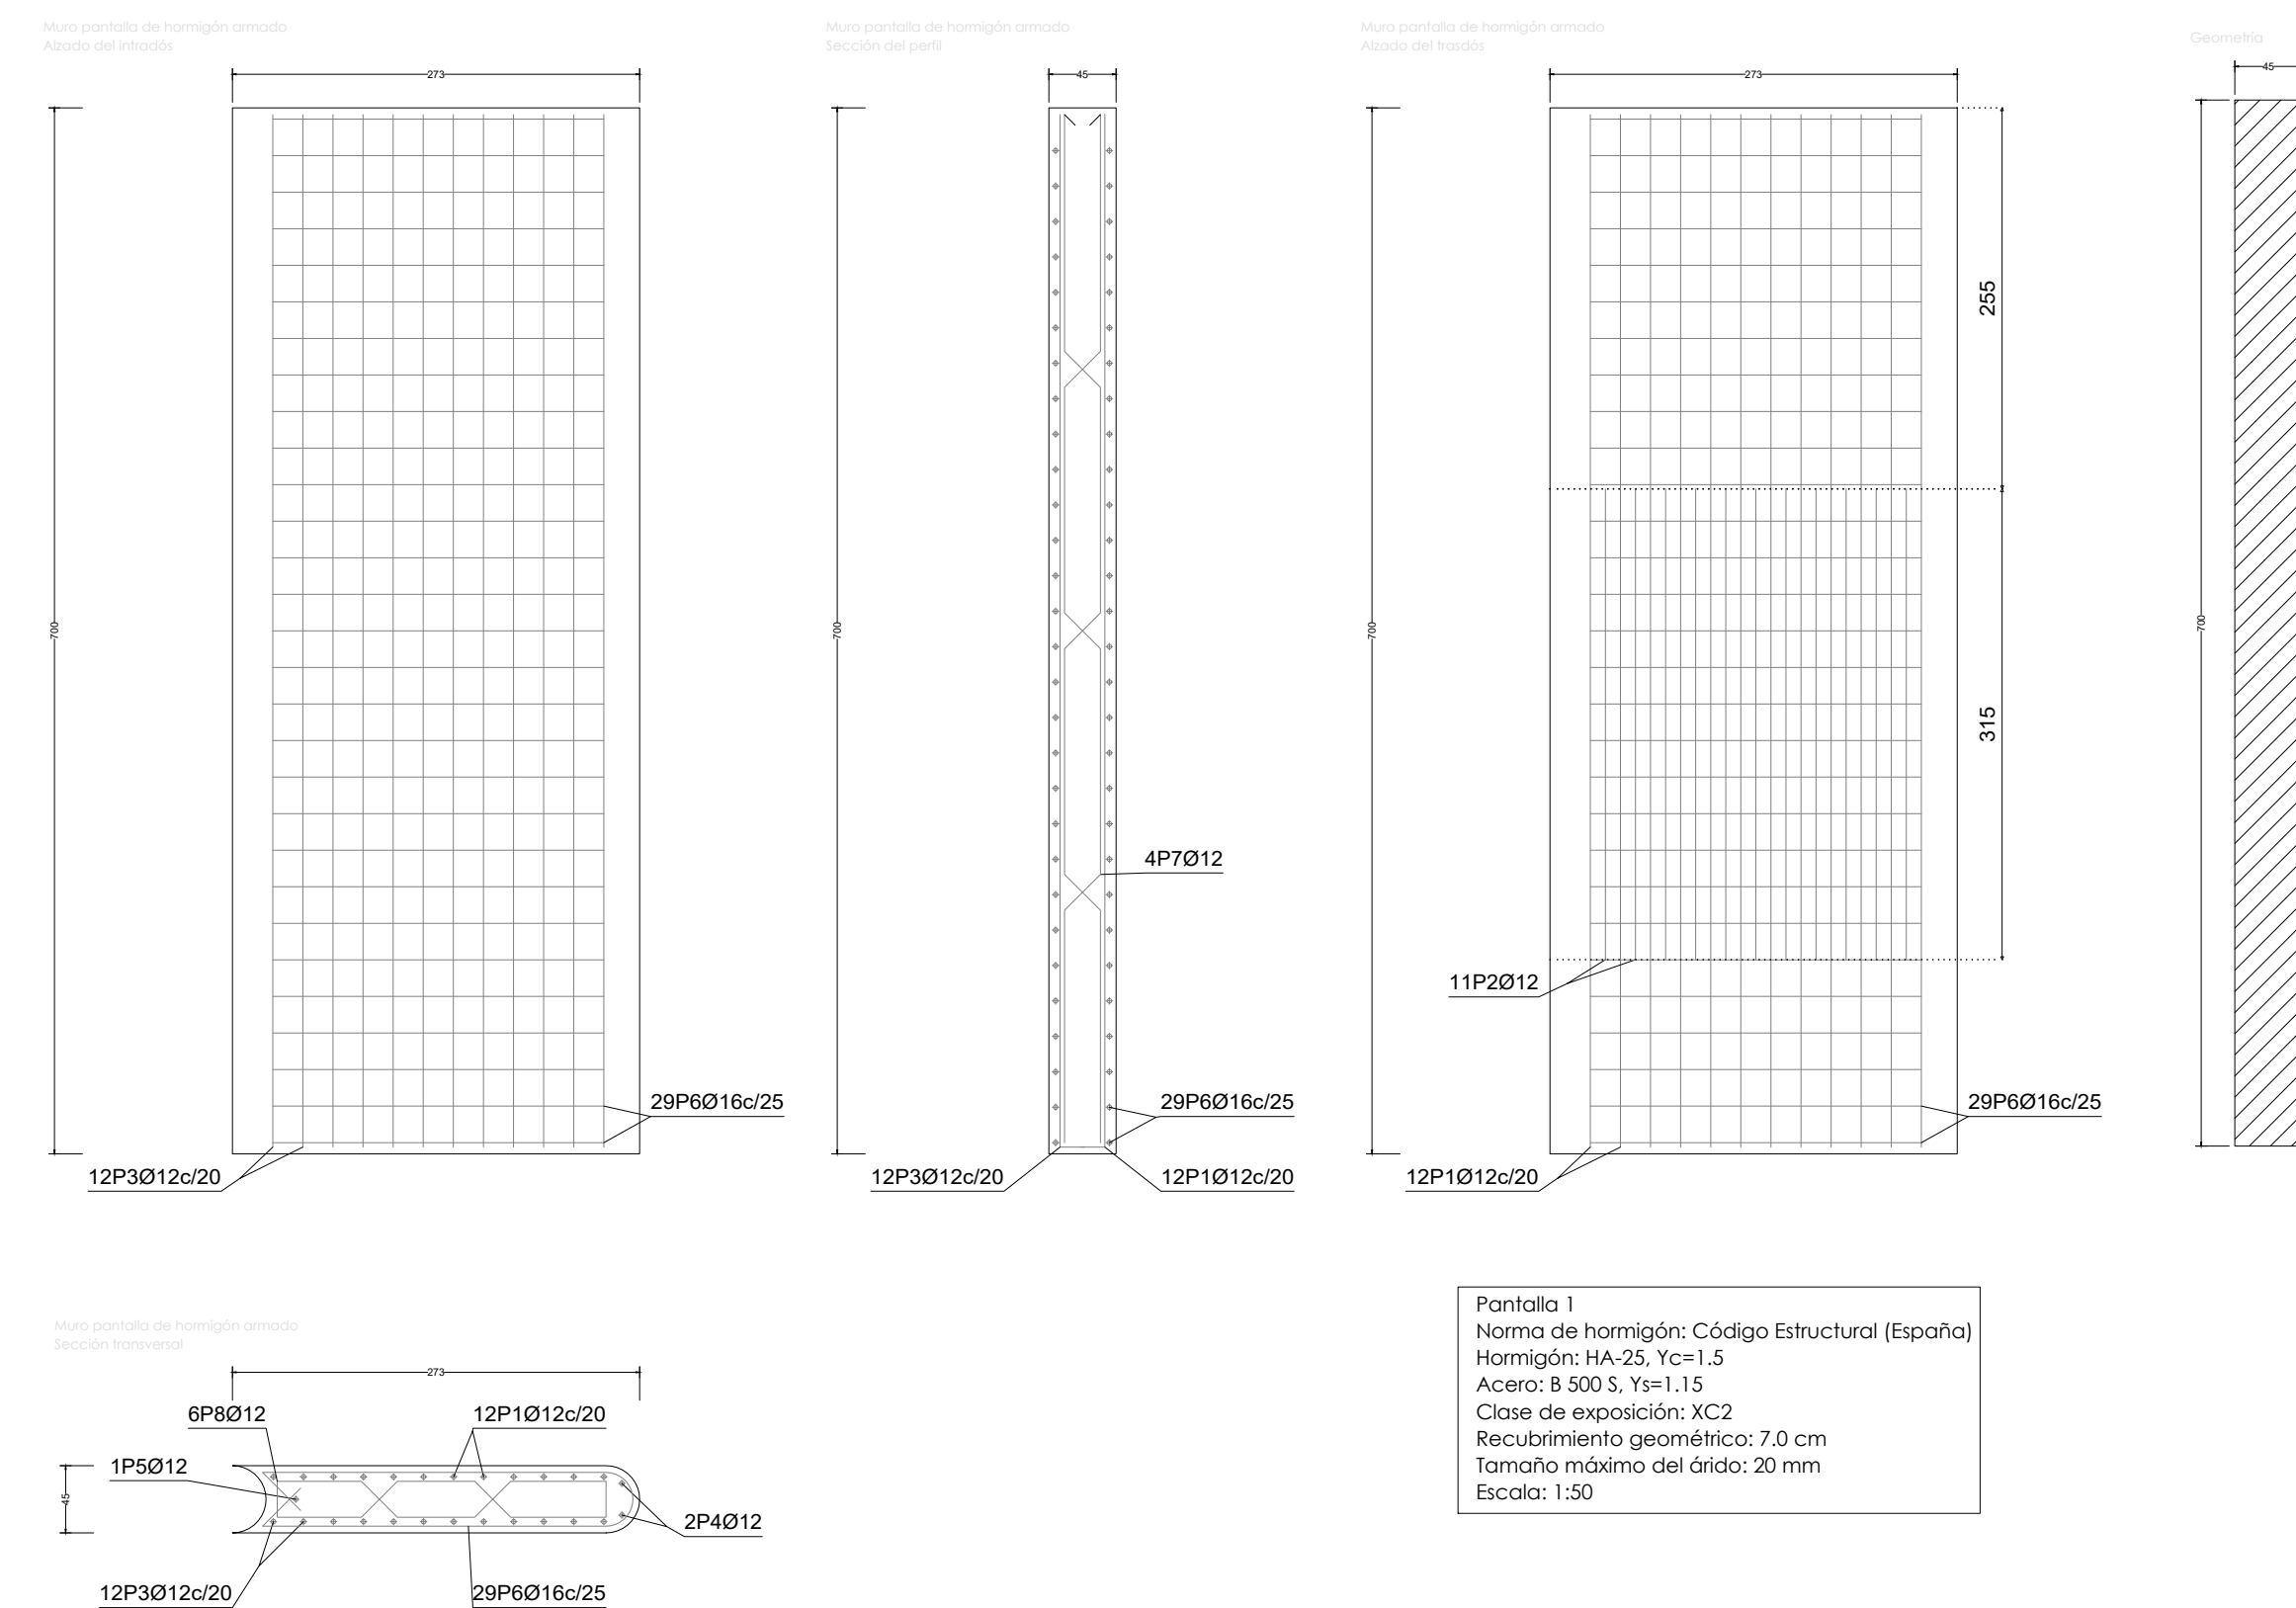 Muro pantalla de hormigón armado
Alzado del intradós
273
700
29P6Ø16c/25
12P3Ø12c/20
Muro pantalla de hormigón armado
Sección del perfil
45
700
4P7Ø12
29P6Ø16c/25
12P3Ø12c/20
12P1Ø12c/20
Muro pantalla de hormigón armado
Alzado del trasdós
273
700
255
315
11P2Ø12
29P6Ø16c/25
12P1Ø12c/20
Geometría
45
700
Muro pantalla de hormigón armado
Sección transversal
273
6P8Ø12
12P1Ø12c/20
1P5Ø12
45
2P4Ø12
12P3Ø12c/20
29P6Ø16c/25
Pantalla 1
Norma de hormigón: Código Estructural (España)
Hormigón: HA-25, Yc=1.5
Acero: B 500 S, Ys=1.15
Clase de exposición: XC2
Recubrimiento geométrico: 7.0 cm
Tamaño máximo del árido: 20 mm
Escala: 1:50